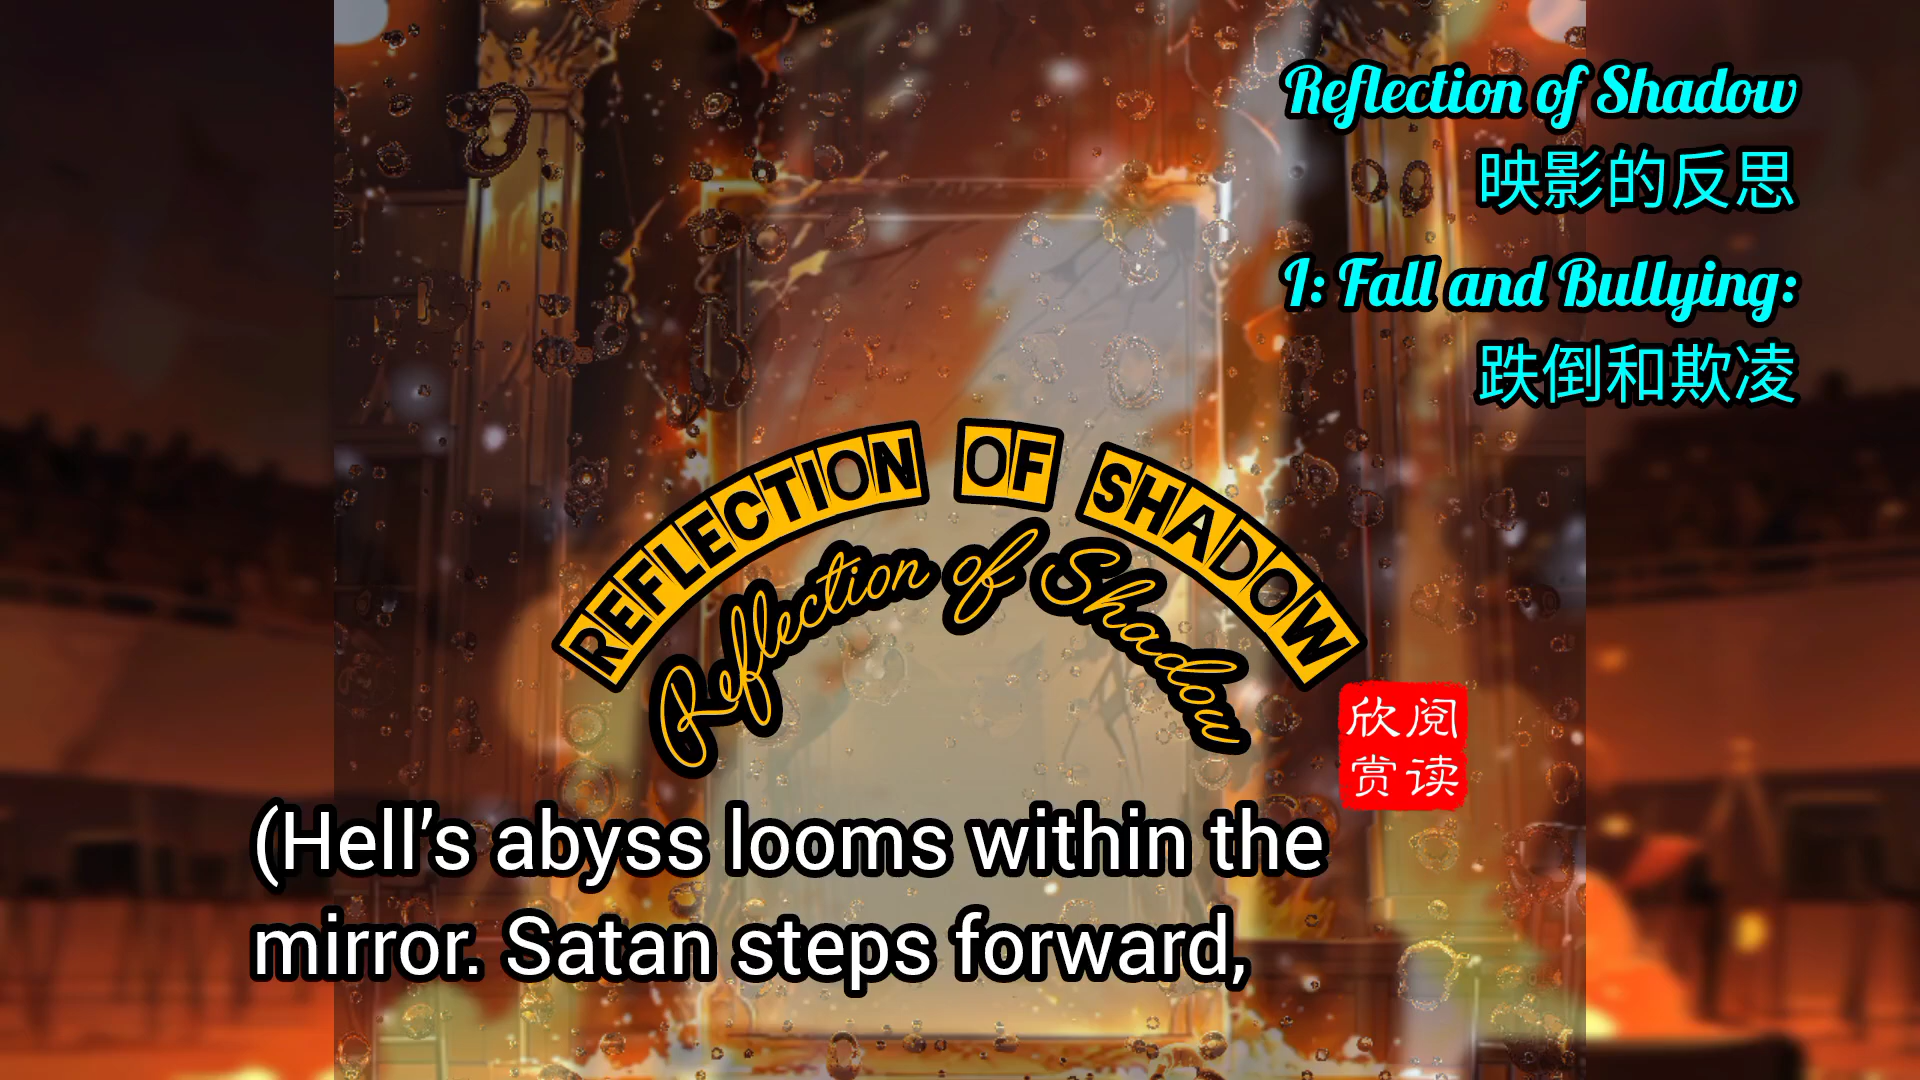 Reflection of Shadow
映影的反思
I: Fall and Bullying:
跌倒和欺凌
REFLECTION OF SHADOW
Reflection of Shadow
欣阅
赏读
(Hell’s abyss looms within the
mirror. Satan steps forward,